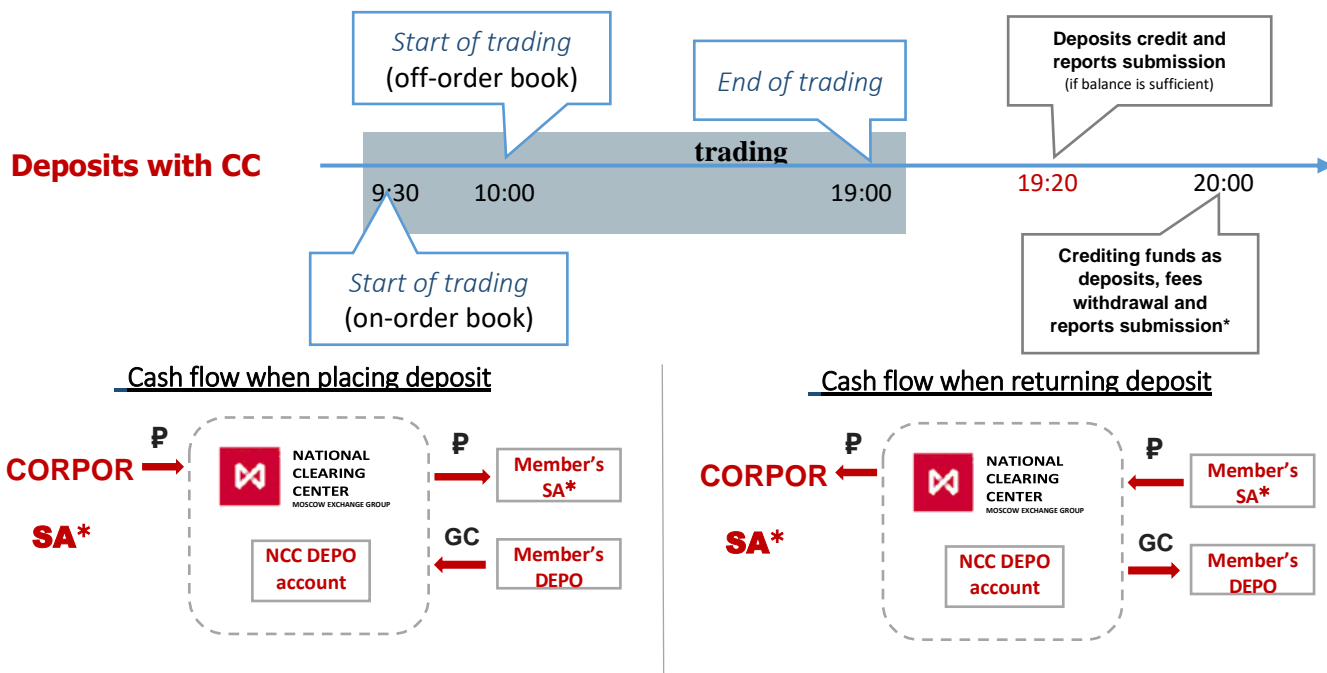 Start of trading
(off-order book)
End of trading
Deposits credit and
reports submission
(if balance is sufficient)
Deposits with CC
trading
9:30
10:00
19:00
19:20
20:00
Start of trading
(on-order book)
Crediting funds as
deposits, fees
withdrawal and
reports submission*
Cash flow when placing deposit
₽
CORPOR
SA*
NATIONAL
CLEARING
CENTER
MOSCOW EXCHANGE GROUP
NCC DEPO
account
₽
Member's
SA*
GC
Member's
DEPO
Cash flow when returning deposit
₽
CORPOR
SA*
NATIONAL
CLEARING
CENTER
MOSCOW EXCHANGE GROUP
NCC DEPO
account
₽
Member's
SA*
GC
Member's
DEPO